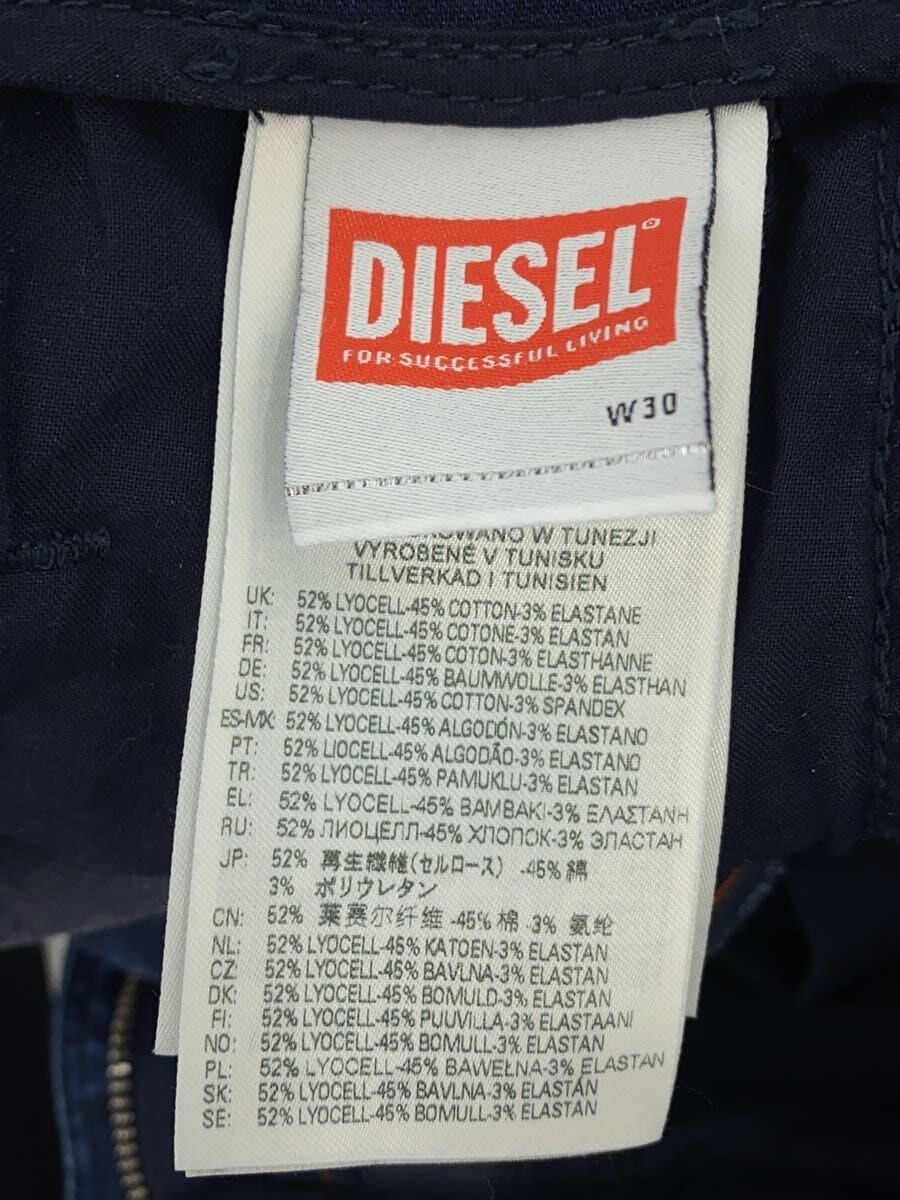 DIESEL®
FOR SUCCESSFUL LIVING
W30
W TUNEZJI
VYROBENÉ V TUNISKU
TILLVERKAD I TUNISIEN
UK: 52% LYOCELL-45% COTTON-3% ELASTANE
IT: 52% LYOCELL-45% COTONE-3% ELASTAN
FR: 52% LYOCELL-45% COTON-3% ELASTHANNE
DE: 52% LYOCELL-45% BAUMWOLLE-3% ELASTHAN
US: 52% LYOCELL-45% COTTON-3% SPANDEX
ES-MX: 52% LYOCELL-45% ALGODÓN-3% ELASTANO
PT: 52% LIOCELL-45% ALGODÃO-3% ELASTANO
TR: 52% LYOCELL-45% PAMUKLU-3% ELASTAN
EL: 52% LYOCELL-45% BAMBAKI-3% ΕΛΑΣΤΑΝΗ
RU: 52% ЛИОЦЕЛЛ-45% ХЛОПОК-3% ЭЛАСТАН
JP: 52% 再生繊維(セルロース) -45% 綿
3% ポリウレタン
CN: 52% 莱赛尔纤维 -45% 棉 -3% 氨纶
NL: 52% LYOCELL-45% KATOEN-3% ELASTAN
CZ: 52% LYOCELL-45% BAVLNA-3% ELASTAN
DK: 52% LYOCELL-45% BOMULD-3% ELASTAN
FI: 52% LYOCELL-45% PUUVILLA-3% ELASTAANI
NO: 52% LYOCELL-45% BOMULL-3% ELASTAN
PL: 52% LYOCELL-45% BAWEŁNA-3% ELASTAN
SK: 52% LYOCELL-45% BAVLNA-3% ELASTÁN
SE: 52% LYOCELL-45% BOMULL-3% ELASTAN